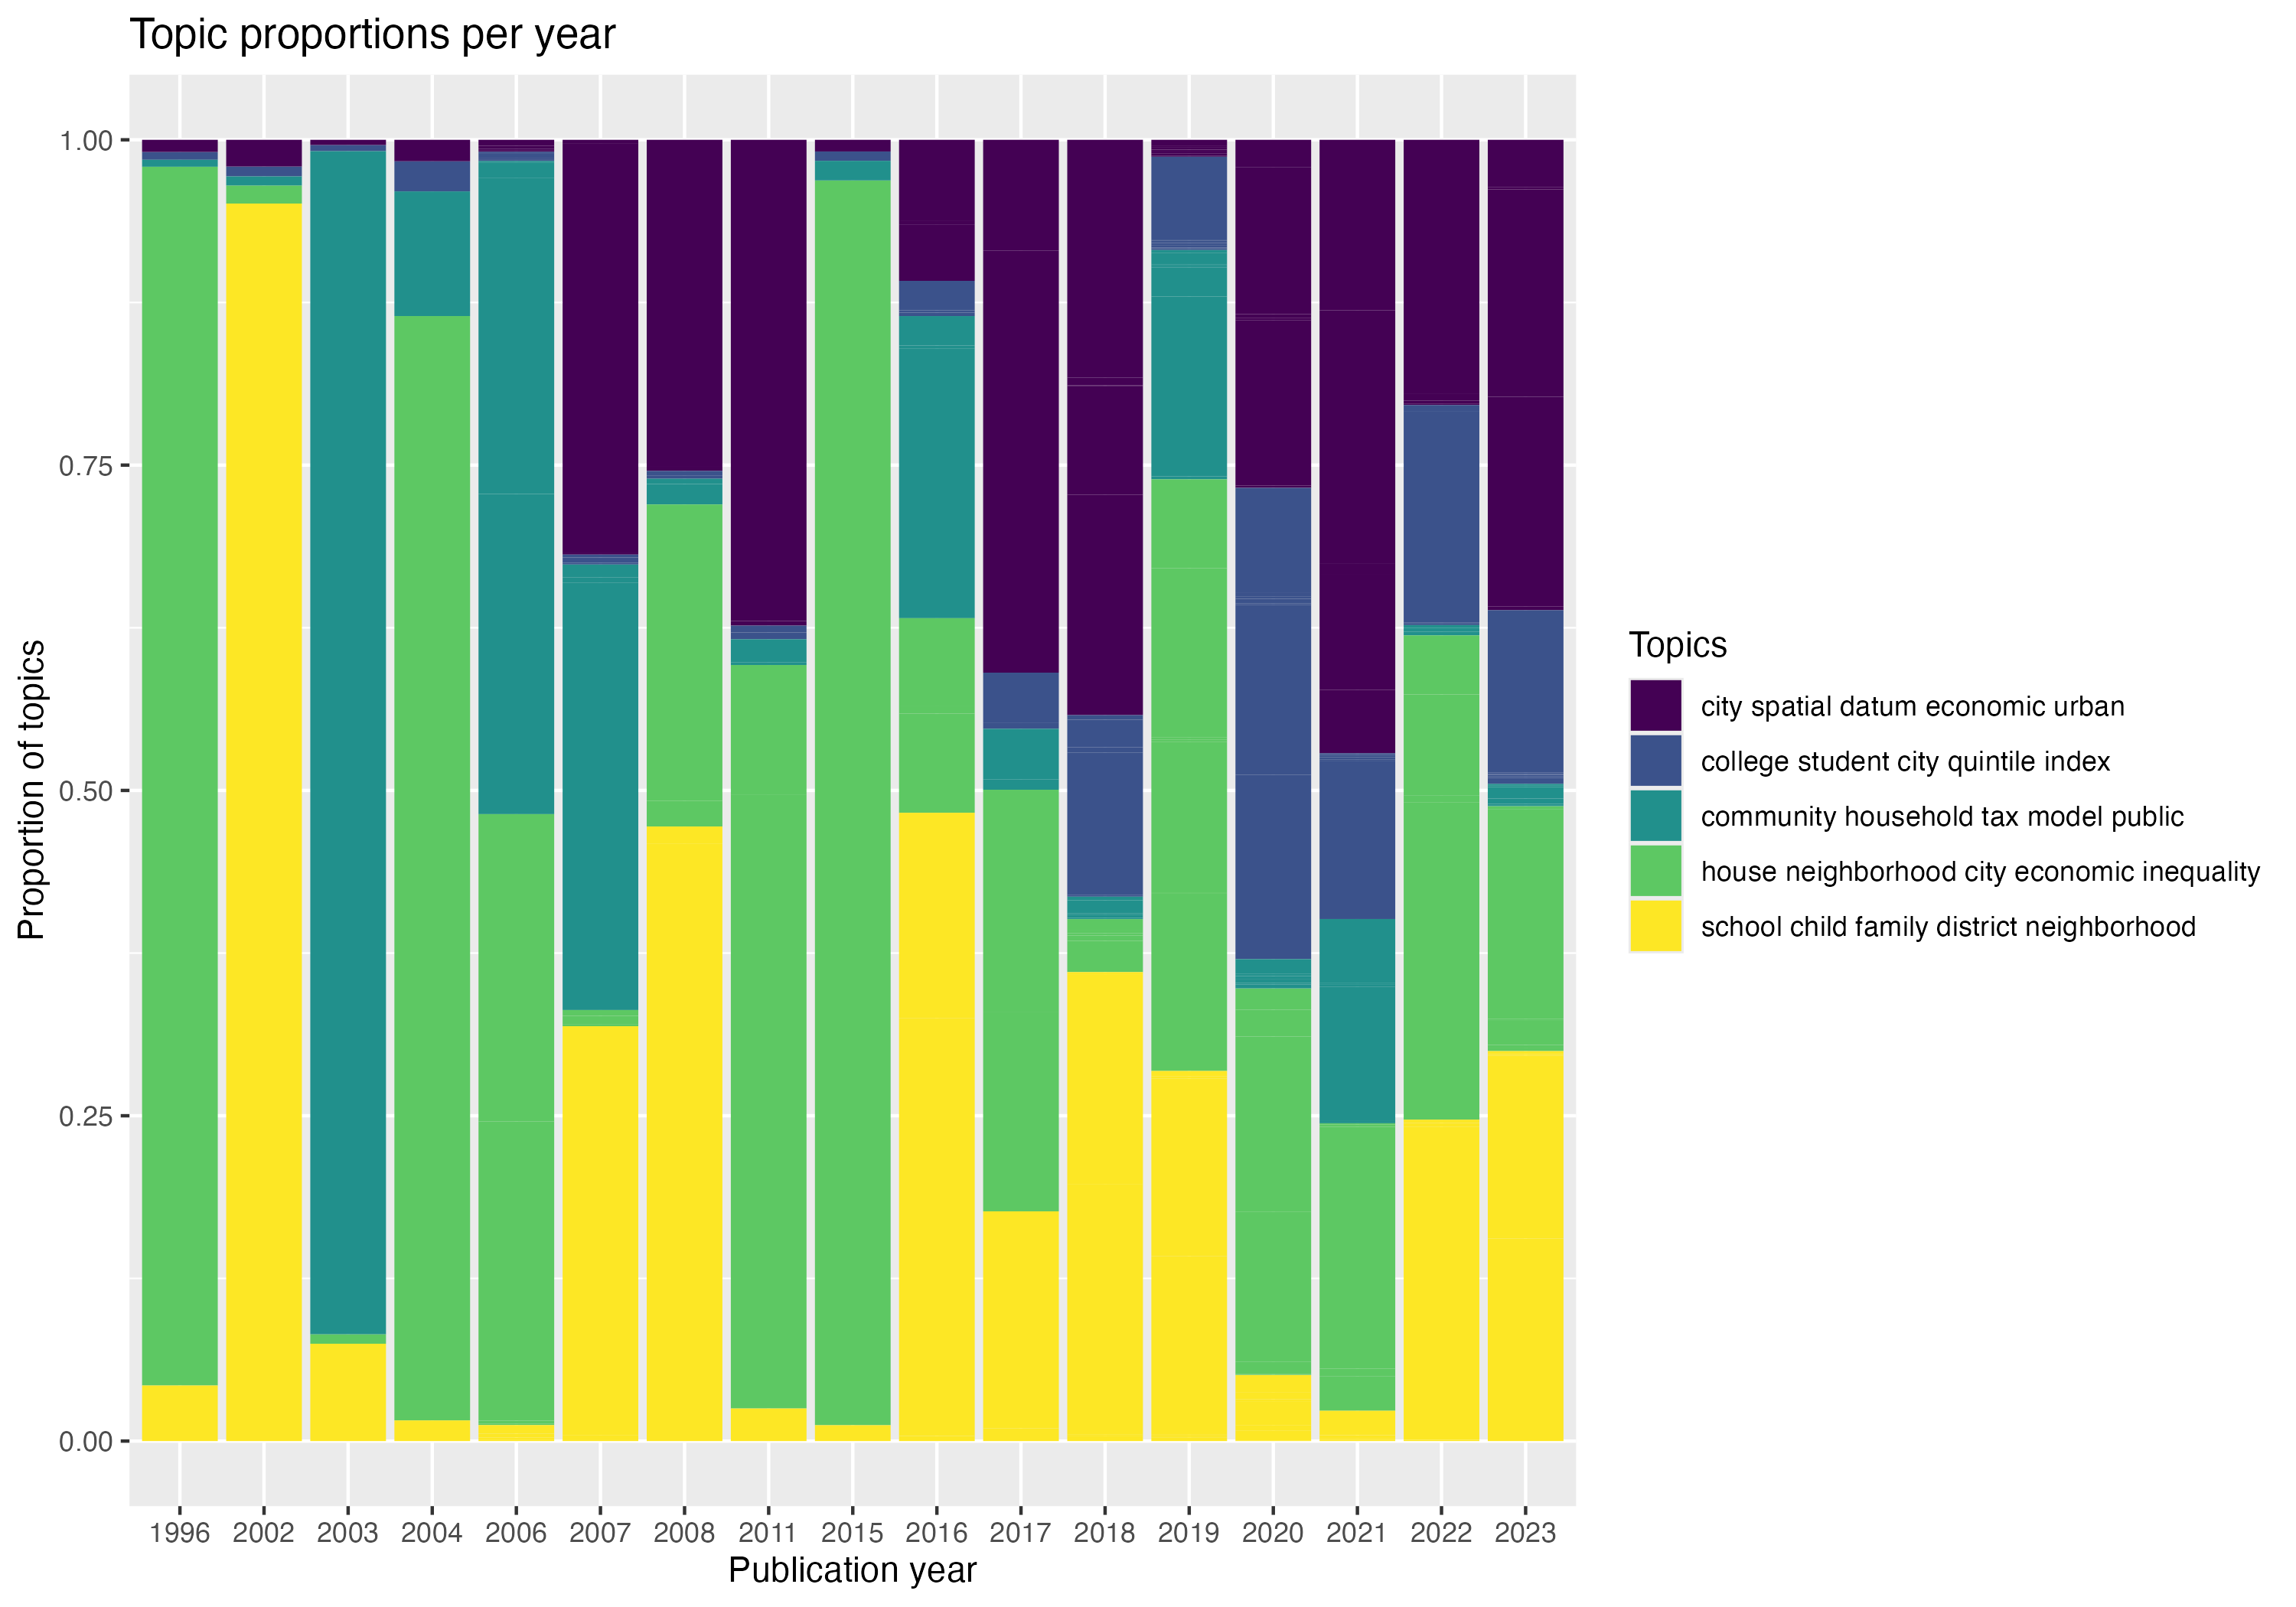 Topic proportions per year
Proportion of topics
1.00
0.75
0.50
0.25
0.00
1996 2002 2003 2004 2006 2007 2008 2011 2015 2016 2017 2018 2019 2020 2021 2022 2023
Publication year
Topics
city spatial datum economic urban
college student city quintile index
community household tax model public
house neighborhood city economic inequality
school child family district neighborhood